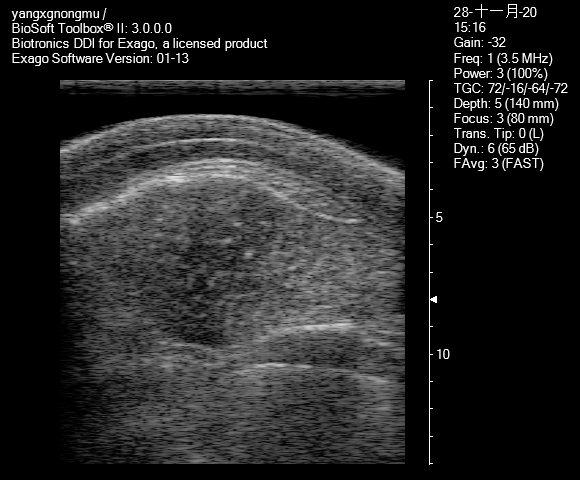 yangxgnongmu /
BioSoft Toolbox® II: 3.0.0.0
Biotronics DDI for Exago, a licensed product
Exago Software Version: 01-13
28-十一月-20
15:16
Gain: -32
Freq: 1 (3.5 MHz)
Power: 3 (100%)
TGC: 72/-16/-64/-72
Depth: 5 (140 mm)
Focus: 3 (80 mm)
Trans. Tip: 0 (L)
Dyn.: 6 (65 dB)
FAvg: 3 (FAST)
5
10